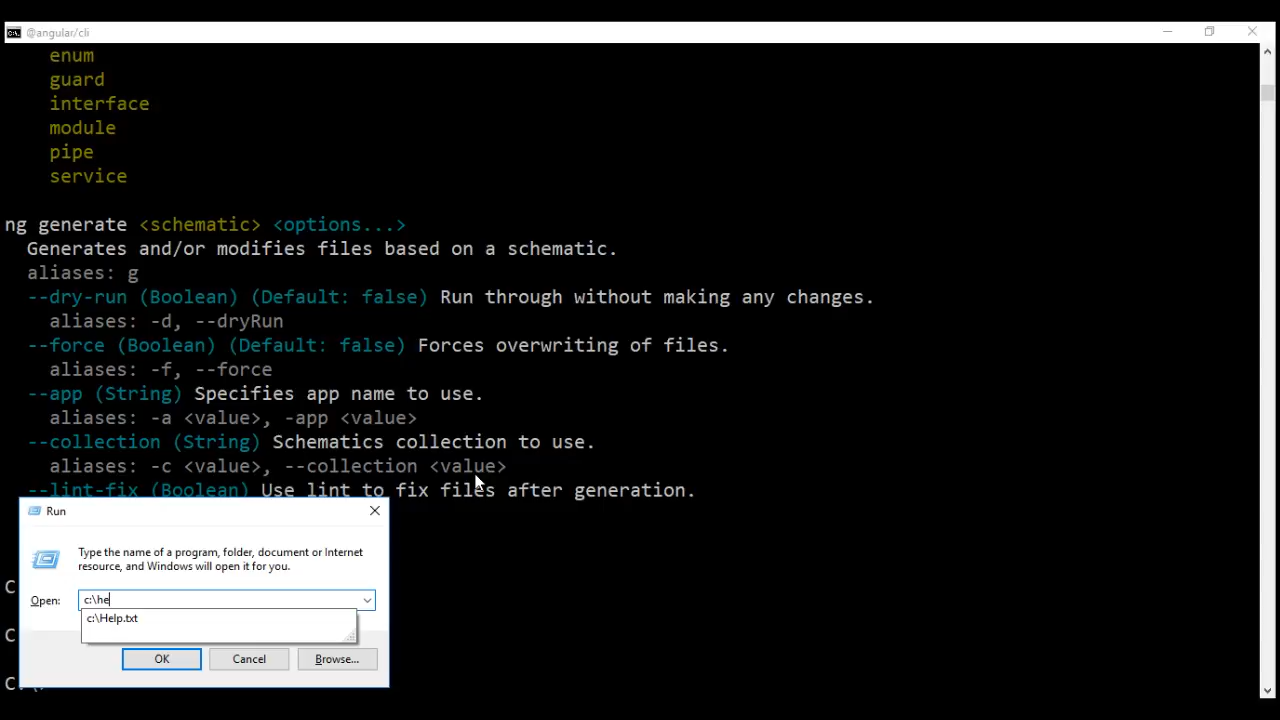 @angular/cli
enum
guard
interface
module
pipe
service
ng generate <schematic> <options...>
Generates and/or modifies files based on a schematic.
aliases: g
--dry-run (Boolean) (Default: false) Run through without making any changes.
aliases: -d, --dryRun
--force (Boolean) (Default: false) Forces overwriting of files.
aliases: -f, --force
--app (String) Specifies app name to use.
aliases: -a <value>, -app <value>
--collection (String) Schematics collection to use.
aliases: -c <value>, --collection <value>
--lint-fix (Boolean) Use lint to fix files after generation.
Run
Type the name of a program, folder, document or Internet
resource, and Windows will open it for you.
C
Open: c:\he
c:\Help.txt
C
OK Cancel Browse...